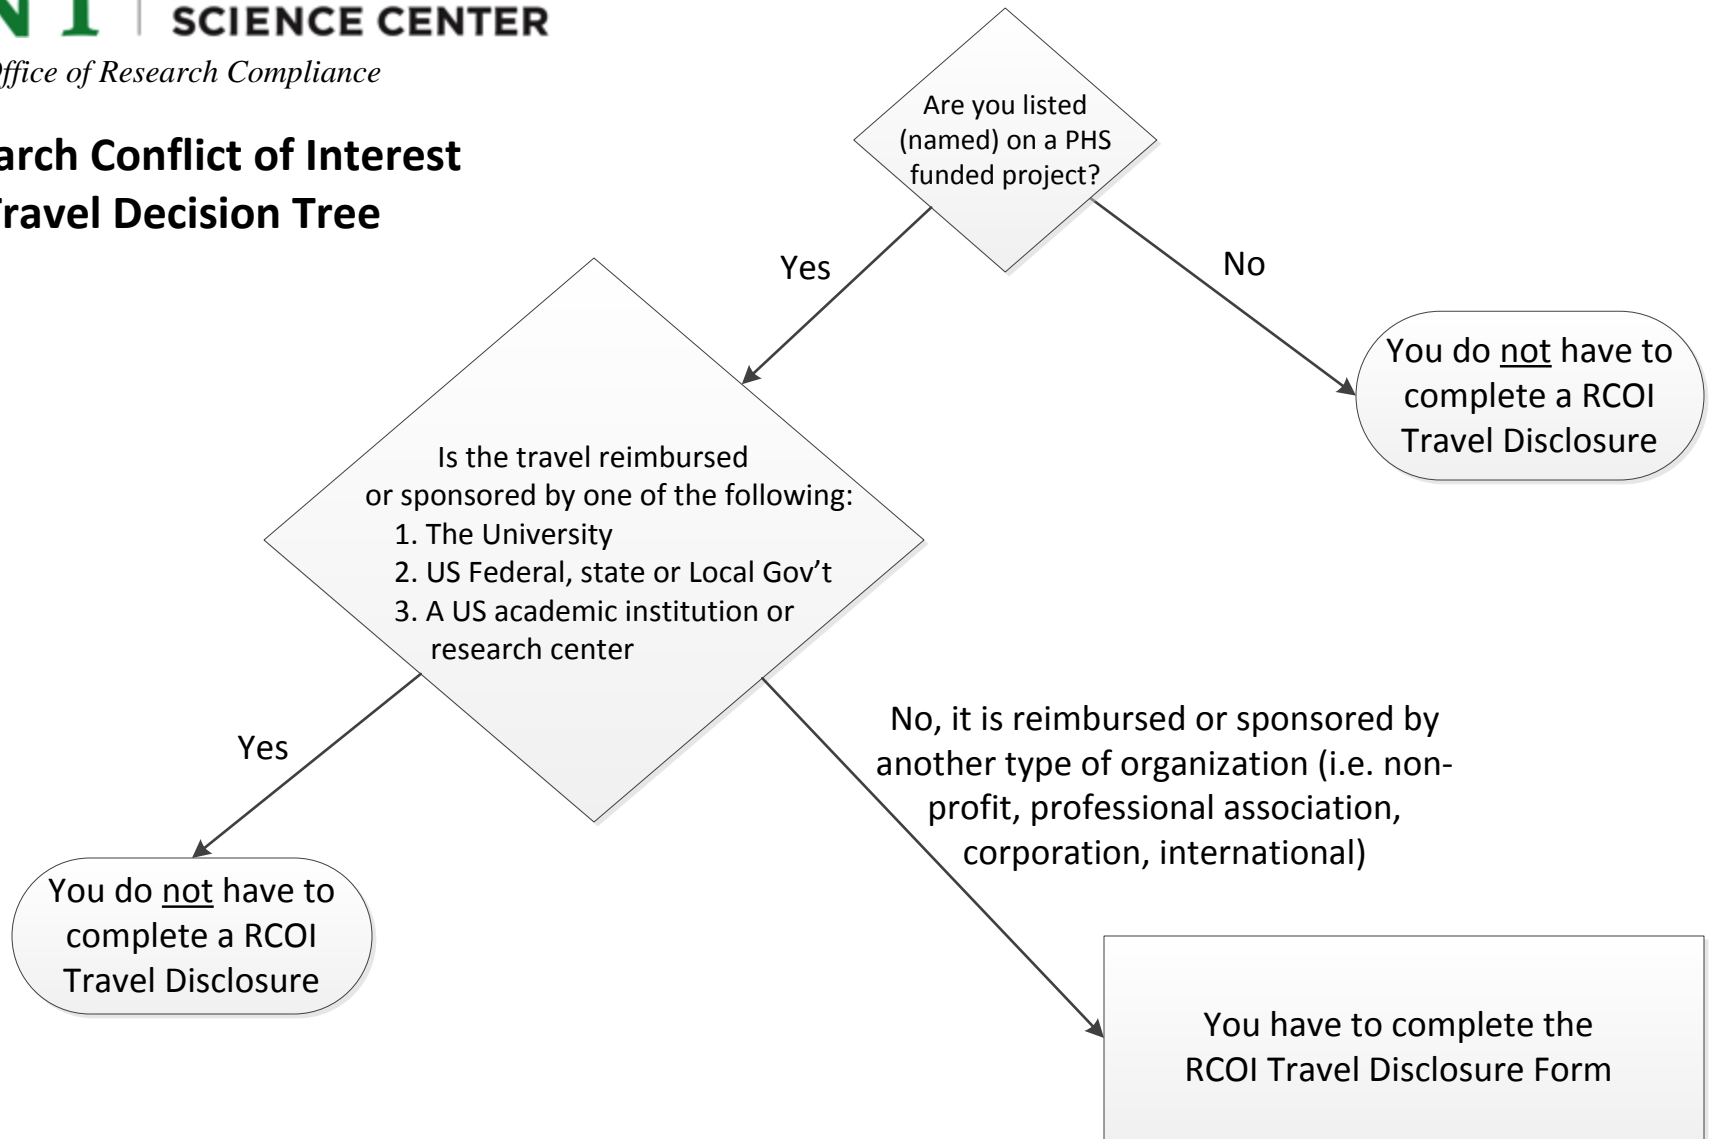 SCIENCE CENTER
Office of Research Compliance
arch Conflict of Interest
Travel Decision Tree
Are you listed
(named) on a PHS
funded project?
Yes
No
You do not have to
complete a RCOI
Travel Disclosure
Is the travel reimbursed
or sponsored by one of the following:
1. The University
2. US Federal, state or Local Gov’t
3. A US academic institution or
research center
Yes
No, it is reimbursed or sponsored by
another type of organization (i.e. non-
profit, professional association,
corporation, international)
You do not have to
complete a RCOI
Travel Disclosure
You have to complete the
RCOI Travel Disclosure Form